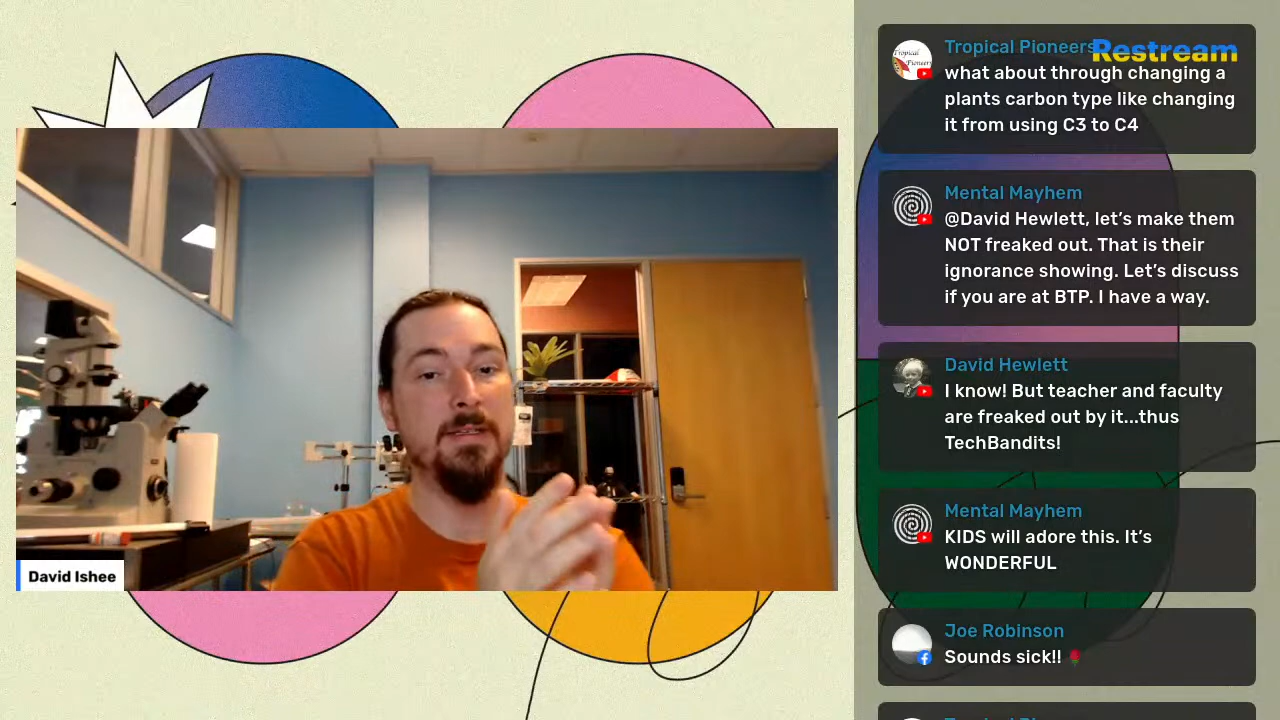 Tropical Pioneers
Restream
what about through changing a
plants carbon type like changing
it from using C3 to C4
Mental Mayhem
@David Hewlett, let’s make them
NOT freaked out. That is their
ignorance showing. Let’s discuss
if you are at BTP. I have a way.
David Hewlett
I know! But teacher and faculty
are freaked out by it...thus
TechBandits!
Mental Mayhem
KIDS will adore this. It’s
WONDERFUL
Joe Robinson
Sounds sick!! 🌹
David Ishee